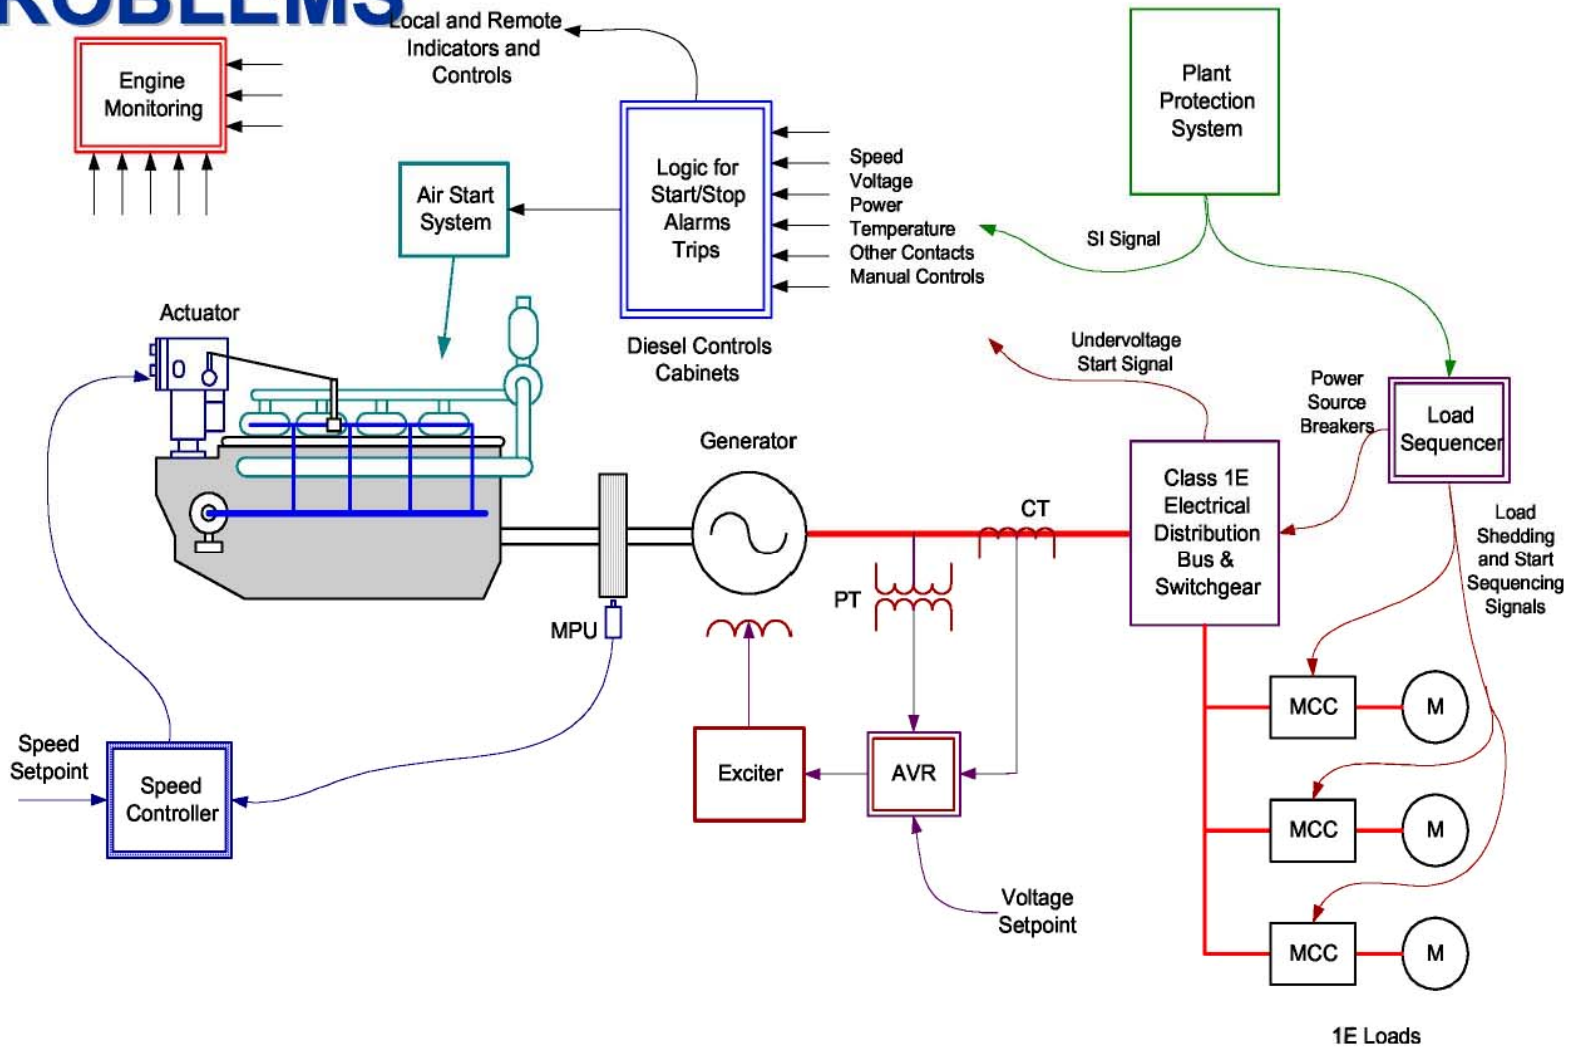 ROBLEMS
Local and Remote
Indicators and
Controls
Engine
Monitoring
Plant
Protection
System
Logic for
Start/Stop
Alarms
Trips
Air Start
System
Speed
Voltage
Power
Temperature
Other Contacts
Manual Controls
SI Signal
Actuator
Diesel Controls
Cabinets
Undervoltage
Start Signal
Power
Source
Breakers
Load
Sequencer
Generator
Class 1E
Electrical
Distribution
Bus &
Switchgear
CT
Load
Shedding
and Start
Sequencing
Signals
PT
MPU
MCC
M
Speed
Setpoint
Speed
Controller
Exciter
AVR
MCC
M
Voltage
Setpoint
MCC
M
1E Loads